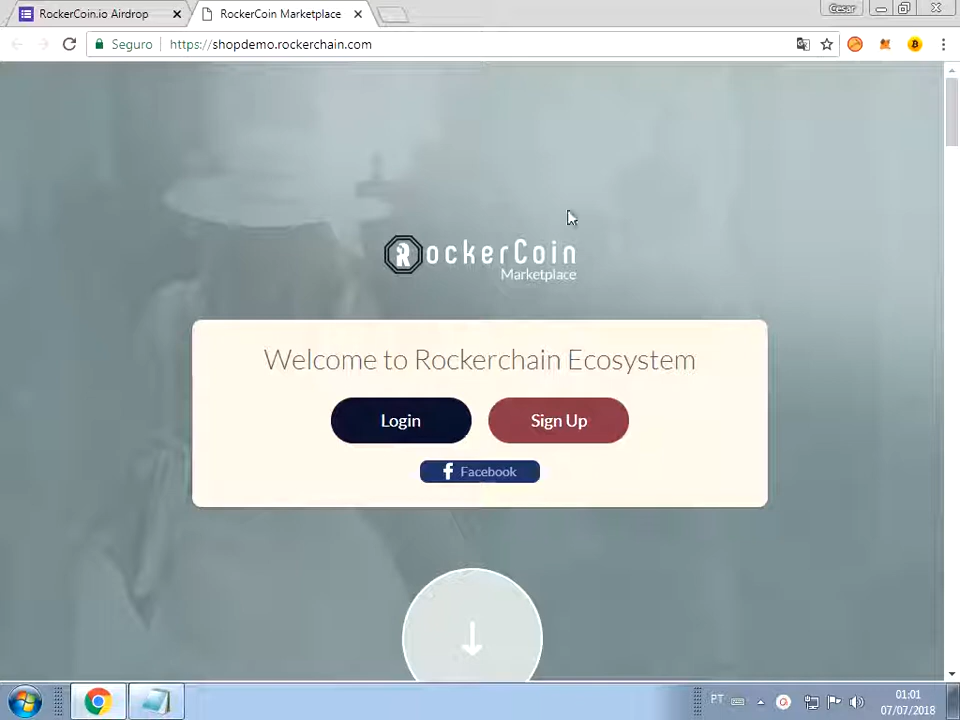 RockerCoin.io Airdrop
RockerCoin Marketplace
Cesar
Seguro
https://shopdemo.rockerchain.com
RockerCoin
Marketplace
Welcome to Rockerchain Ecosystem
Login
Sign Up
Facebook
PT
01:01
07/07/2018